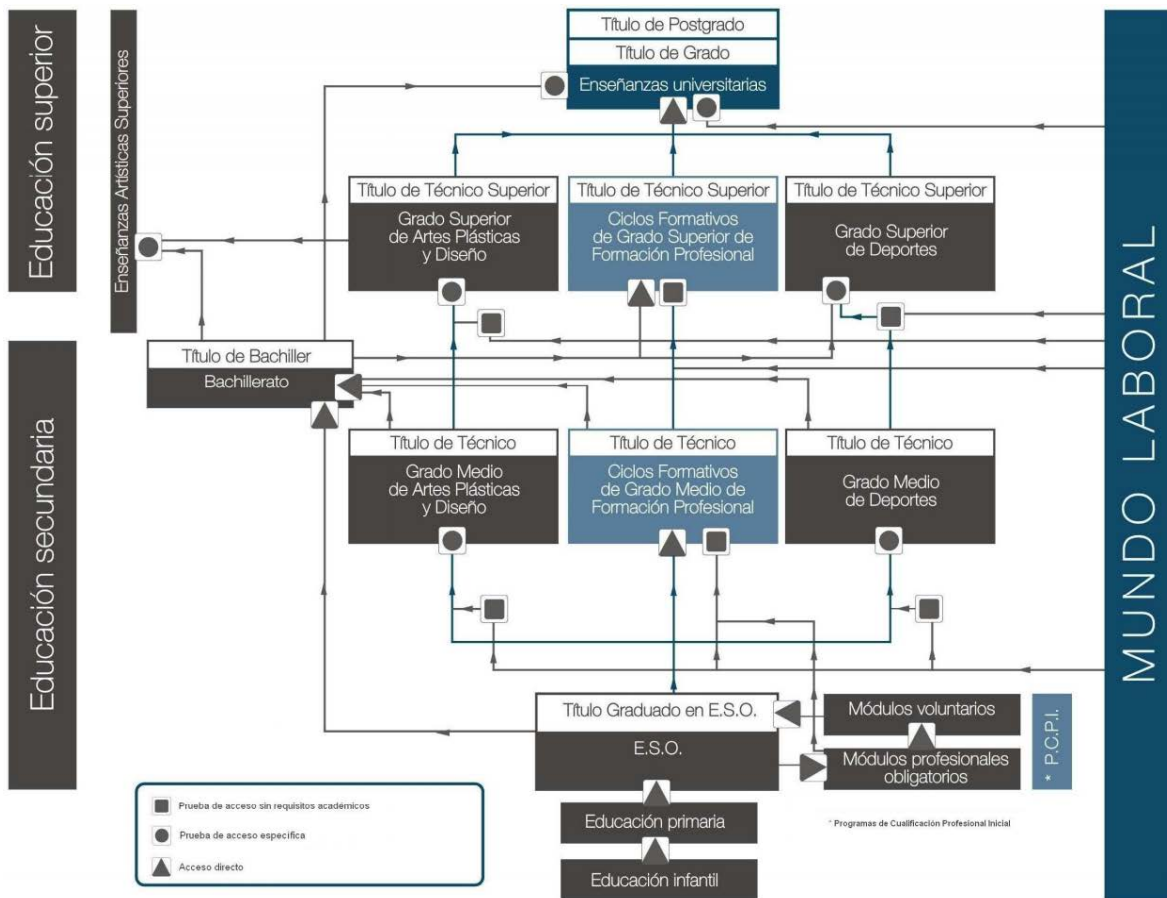 Educación superior
Enseñanzas Artísticas Superiores
Título de Postgrado
Título de Grado
Enseñanzas universitarias
Título de Técnico Superior
Grado Superior
de Artes Plásticas
y Diseño
Título de Técnico Superior
Ciclos Formativos
de Grado Superior de
Formación Profesional
Título de Técnico Superior
Grado Superior
de Deportes
MUNDO LABORAL
Educación secundaria
Título de Bachiller
Bachillerato
Título de Técnico
Grado Medio
de Artes Plásticas
y Diseño
Título de Técnico
Ciclos Formativos
de Grado Medio de
Formación Profesional
Título de Técnico
Grado Medio
de Deportes
Título Graduado en E.S.O.
E.S.O.
Módulos voluntarios
Módulos profesionales
obligatorios
* P.C.P.I.
Educación primaria
Educación infantil
Prueba de acceso sin requisitos académicos
Prueba de acceso específica
Acceso directo
* Programas de Cualificación Profesional Inicial